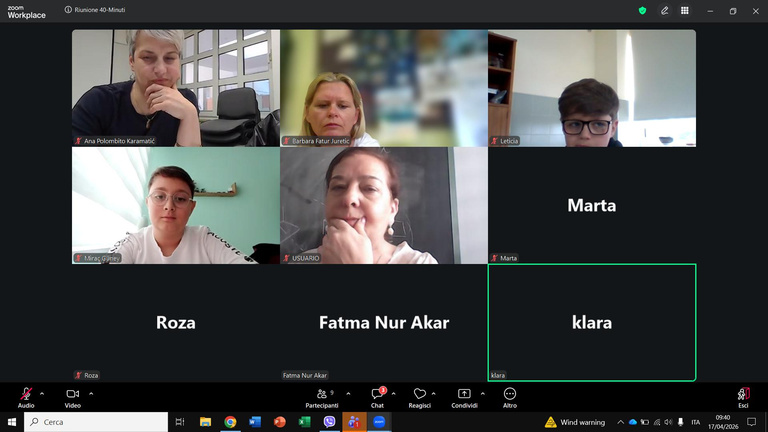 zoom
Workplace
Riunione 40-Minuti
Ana Polombito Karamatić
Barbara Fatur Juretic
Leticia
Miraç Günev
USUARIO
Marta
Marta
Roza
Roza
Fatma Nur Akar
Fatma Nur Akar
klara
klara
Audio
Video
Partecipanti
9
Chat
3
Reagisci
Condividi
Altro
Esci
Cerca
Wind warning
ITA
09:40
17/04/2026